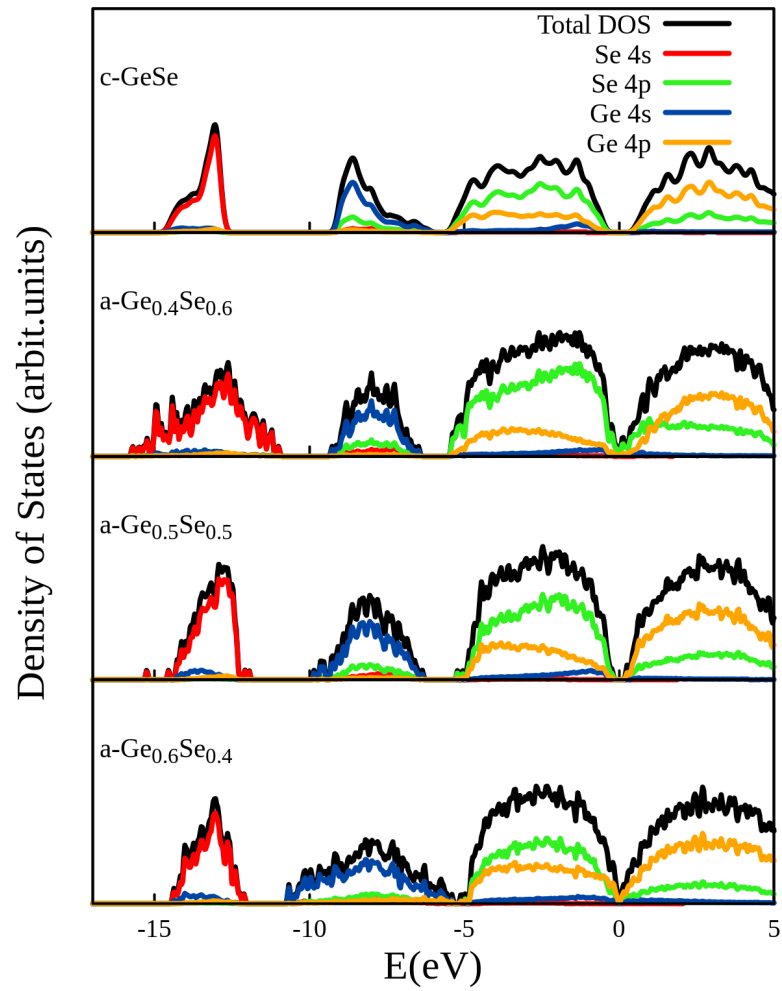 Total DOS
Se 4s
Se 4p
Ge 4s
Ge 4p
c-GeSe
a-Ge0.4Se0.6
a-Ge0.5Se0.5
a-Ge0.6Se0.4
Density of States (arbit.units)
-15 -10 -5 0 5
E(eV)